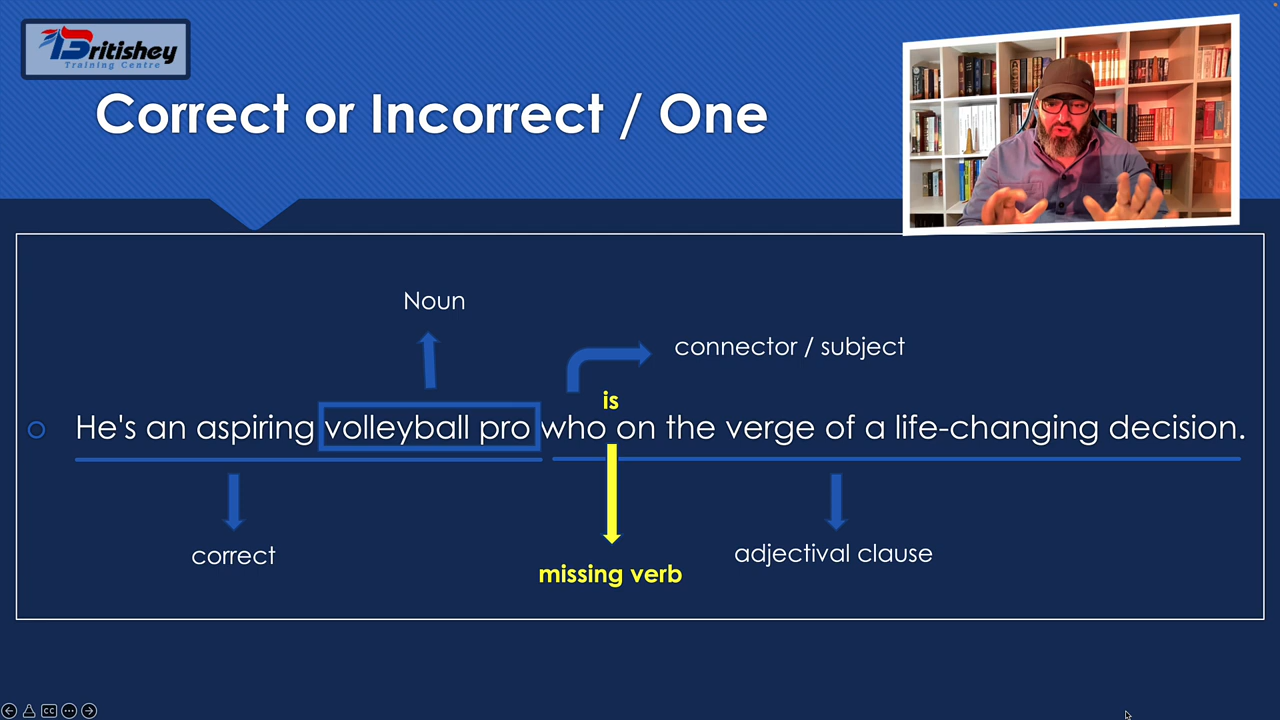 Britishey
Training Centre
Correct or Incorrect / One
Noun
connector / subject
is
He's an aspiring volleyball pro who on the verge of a life-changing decision.
correct
missing verb
adjectival clause
CC